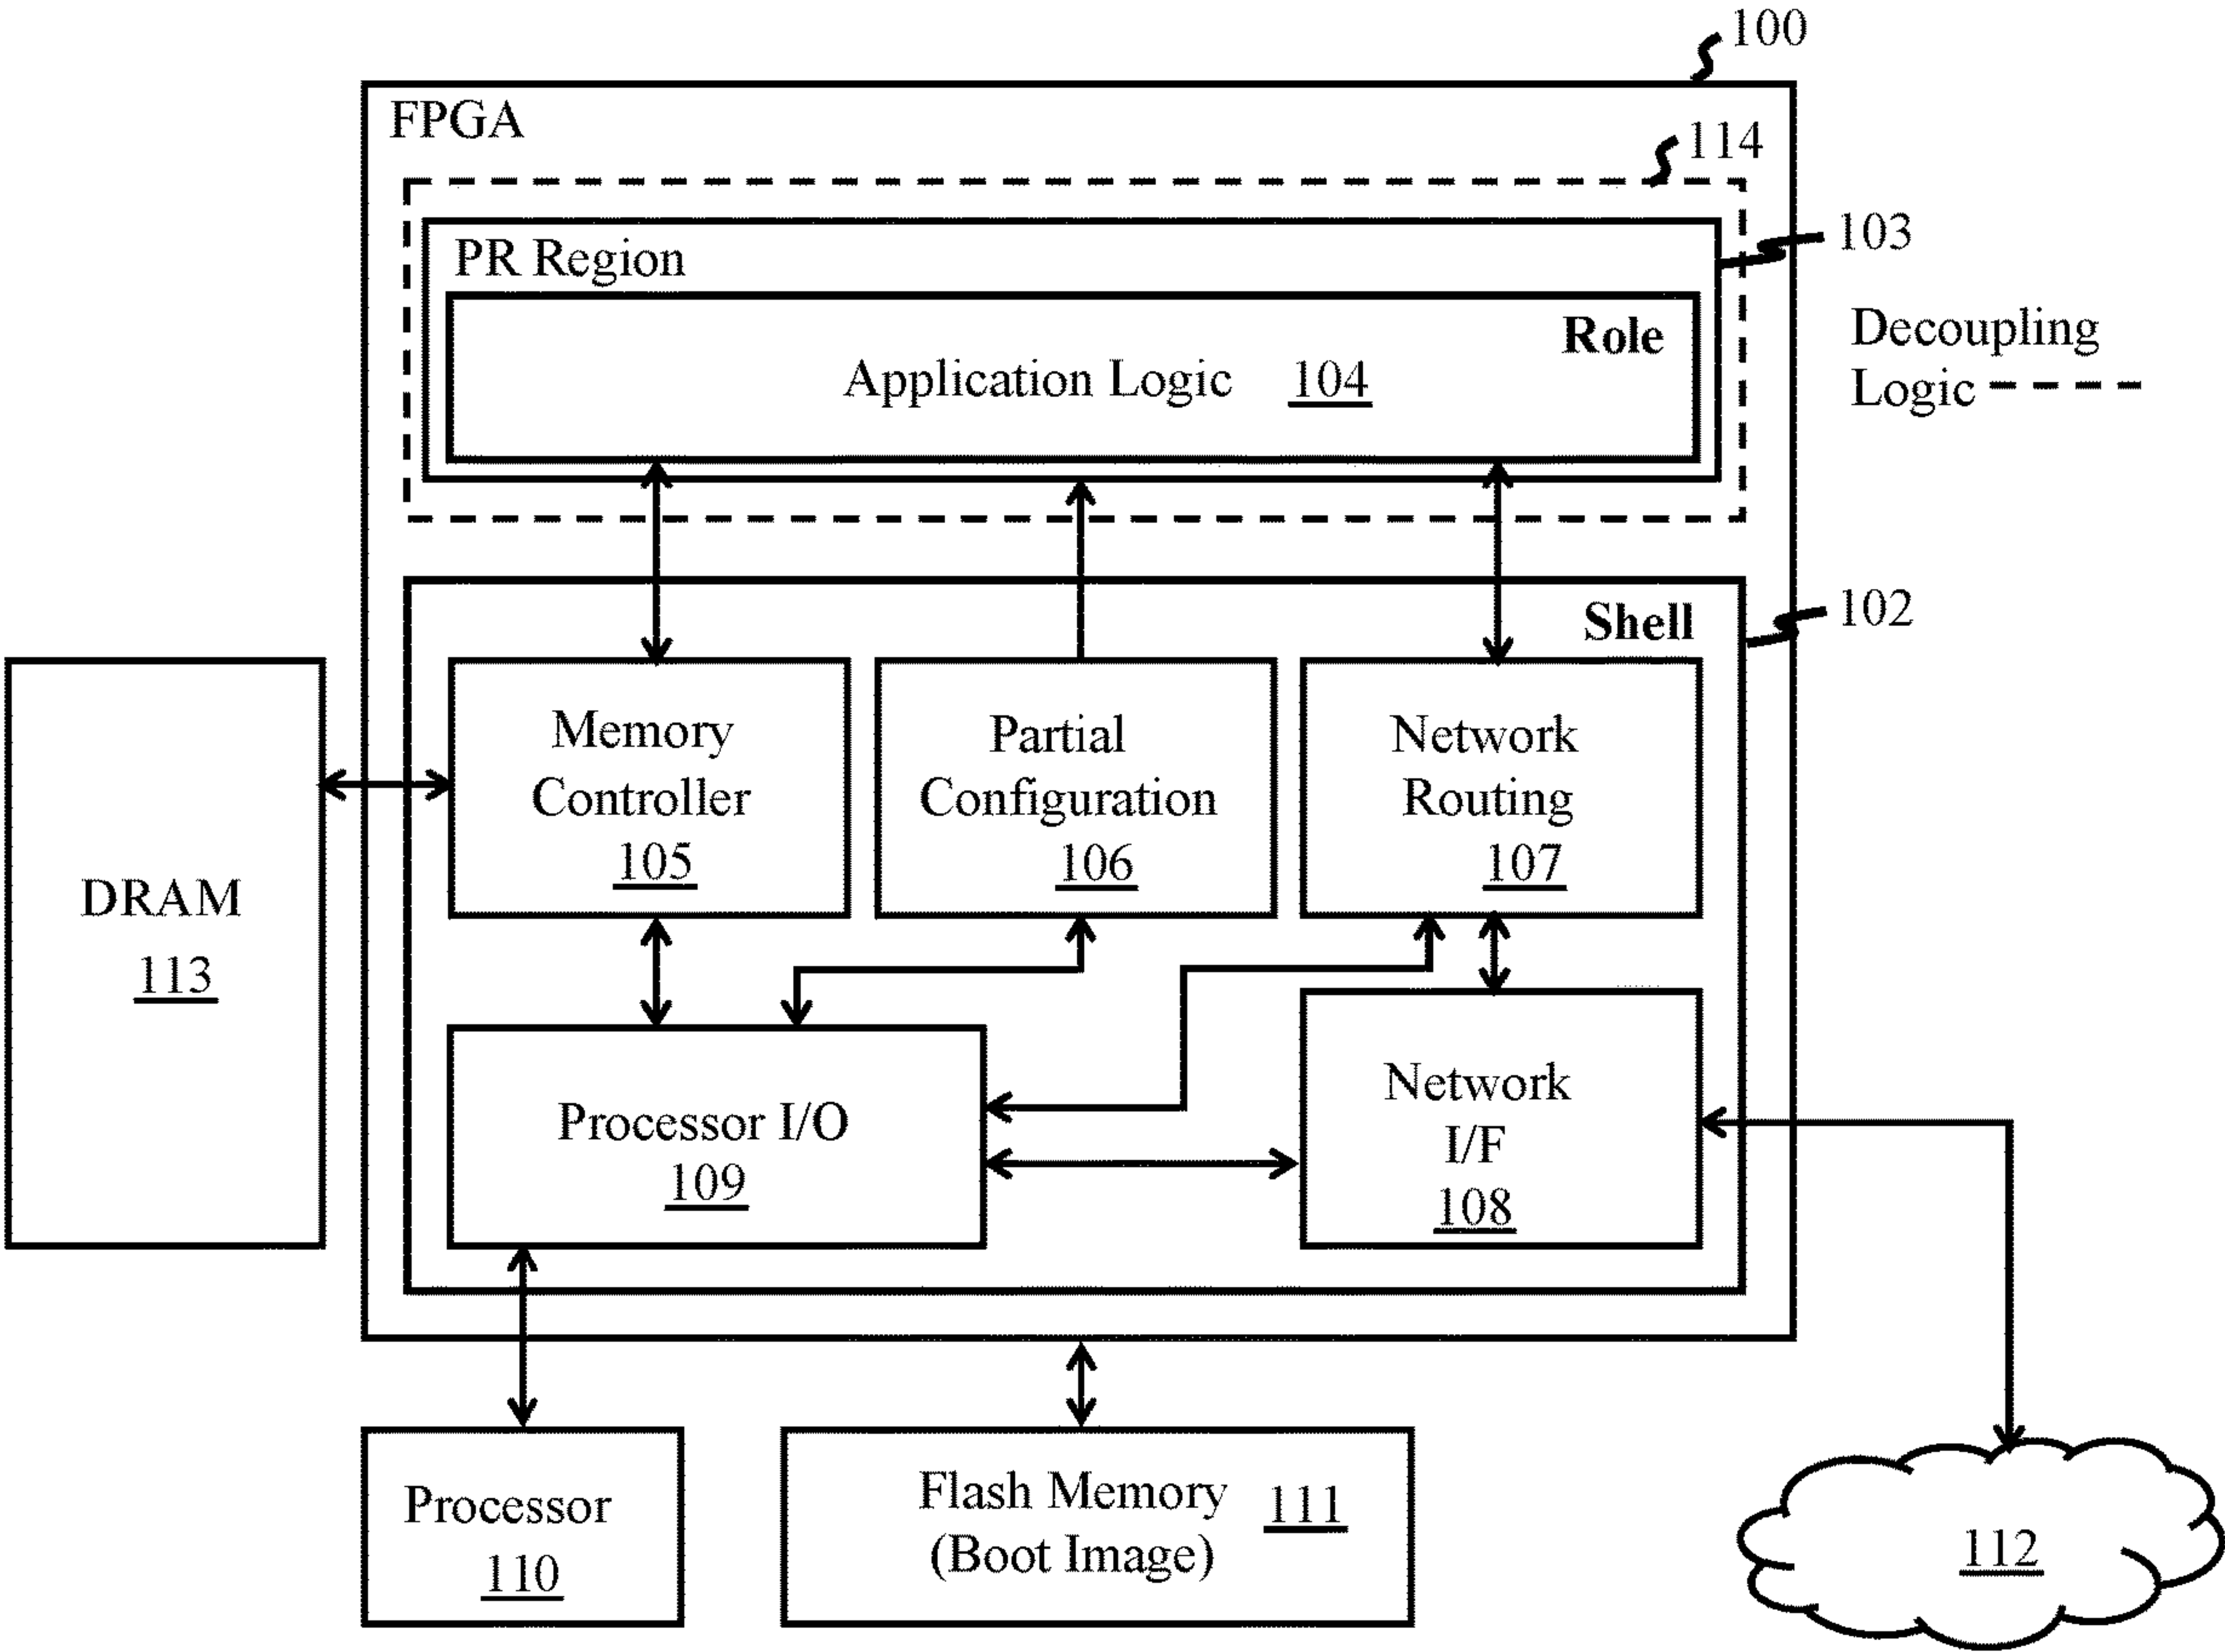 100
FPGA
114
103
PR Region
Role
Application Logic 104
Decoupling
Logic
102
Shell
Memory
Controller
105
Partial
Configuration
106
Network
Routing
107
DRAM
113
Processor I/O
109
Network
I/F
108
Processor
110
Flash Memory 111
(Boot Image)
112